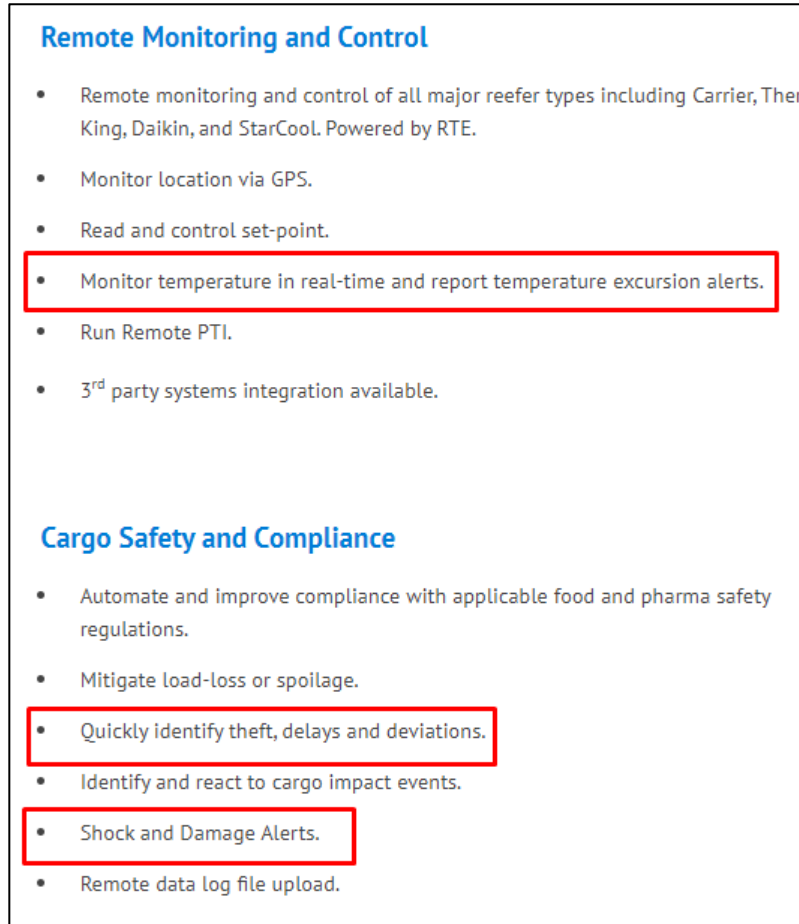 Remote Monitoring and Control
• Remote monitoring and control of all major reefer types including Carrier,
King, Daikin, and StarCool. Powered by RTE.
• Monitor location via GPS.
• Read and control set-point.
• Monitor temperature in real-time and report temperature excursion alerts.
• Run Remote PTI.
• 3rd party systems integration available.
Cargo Safety and Compliance
• Automate and improve compliance with applicable food and pharma safety
regulations.
• Mitigate load-loss or spoilage.
• Quickly identify theft, delays and deviations.
• Identify and react to cargo impact events.
• Shock and Damage Alerts.
• Remote data log file upload.